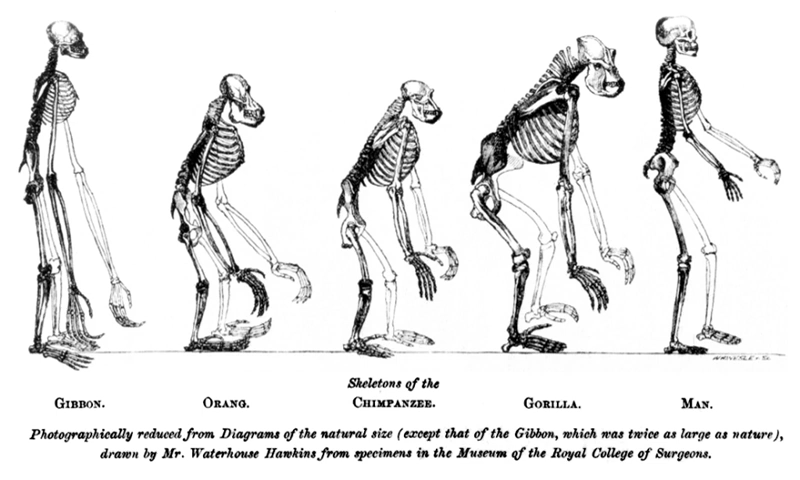 Skeletons of the
GIBBON. ORANG. CHIMPANZEE. GORILLA. MAN.
Photographically reduced from Diagrams of the natural size (except that of the Gibbon, which was twice as large as nature),
drawn by Mr. Waterhouse Hawkins from specimens in the Museum of the Royal College of Surgeons.